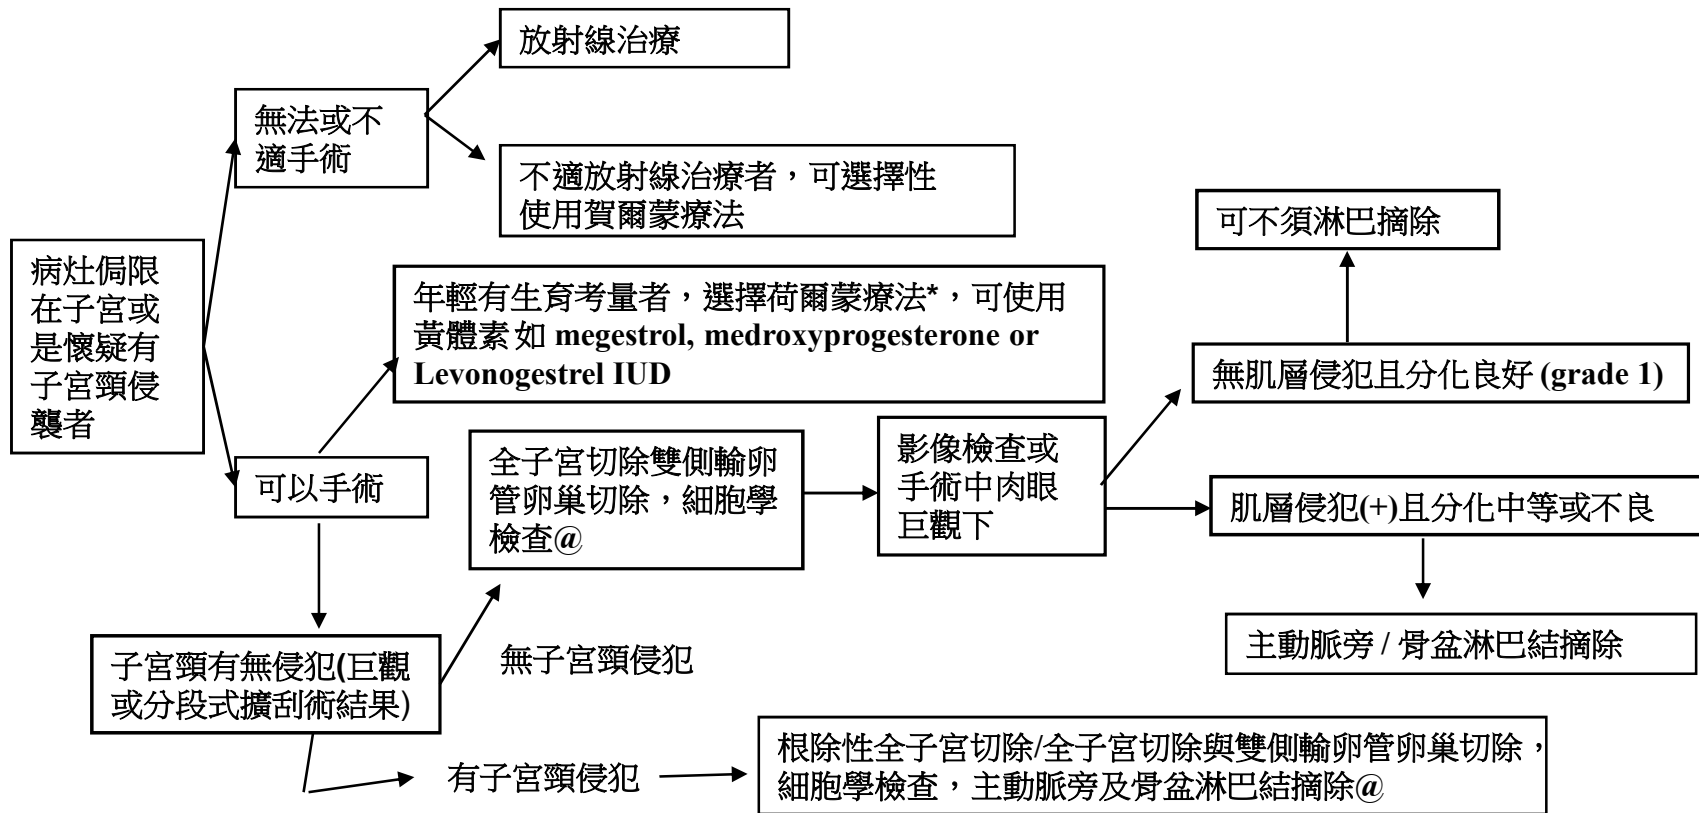 放射線治療
無法或不
適手術
不適放射線治療者，可選擇性
使用賀爾蒙療法
可不須淋巴摘除
病灶侷限
在子宮或
是懷疑有
子宮頸侵
襲者
年輕有生育考量者，選擇荷爾蒙療法*，可使用
黃體素如 megestrol, medroxyprogesterone or
Levonogestrel IUD
無肌層侵犯且分化良好 (grade 1)
可以手術
全子宮切除雙側輸卵
管卵巢切除，細胞學
檢查@
影像檢查或
手術中肉眼
巨觀下
肌層侵犯(+)且分化中等或不良
主動脈旁 / 骨盆淋巴結摘除
子宮頸有無侵犯(巨觀
或分段式擴刮術結果)
無子宮頸侵犯
有子宮頸侵犯
根除性全子宮切除/全子宮切除與雙側輸卵管卵巢切除，
細胞學檢查，主動脈旁及骨盆淋巴結摘除@